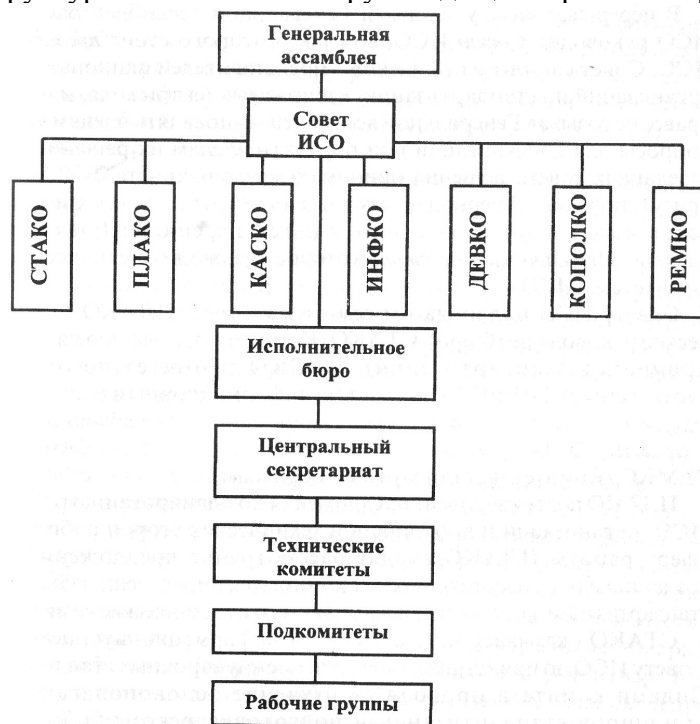 Генеральная
ассамблея
Совет
ИСО
СТАКО
ПЛАКО
КАСКО
ИНФКО
ДЕВКО
КОПОЛКО
РЕМКО
Исполнительное
бюро
Центральный
секретариат
Технические
комитеты
Подкомитеты
Рабочие группы